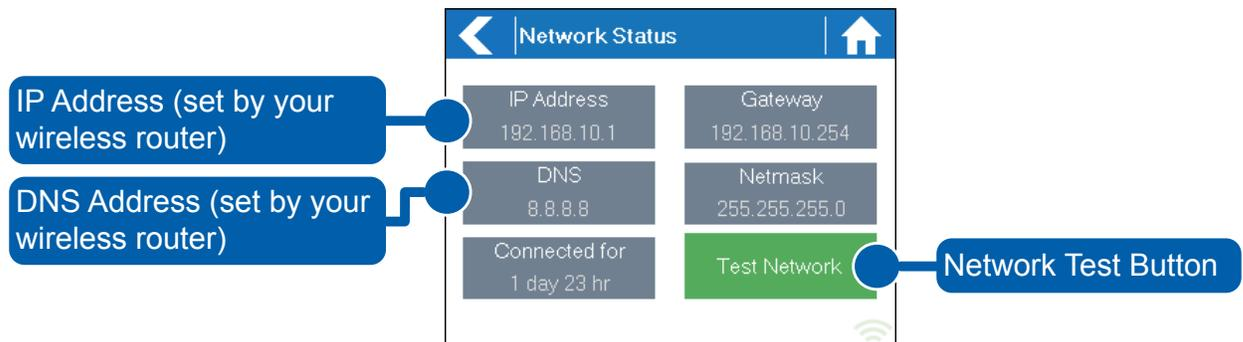 Network Status
IP Address (set by your
wireless router)
IP Address
192.168.10.1
Gateway
192.168.10.254
DNS Address (set by your
wireless router)
DNS
8.8.8.8
Netmask
255.255.255.0
Connected for
1 day 23 hr
Test Network
Network Test Button